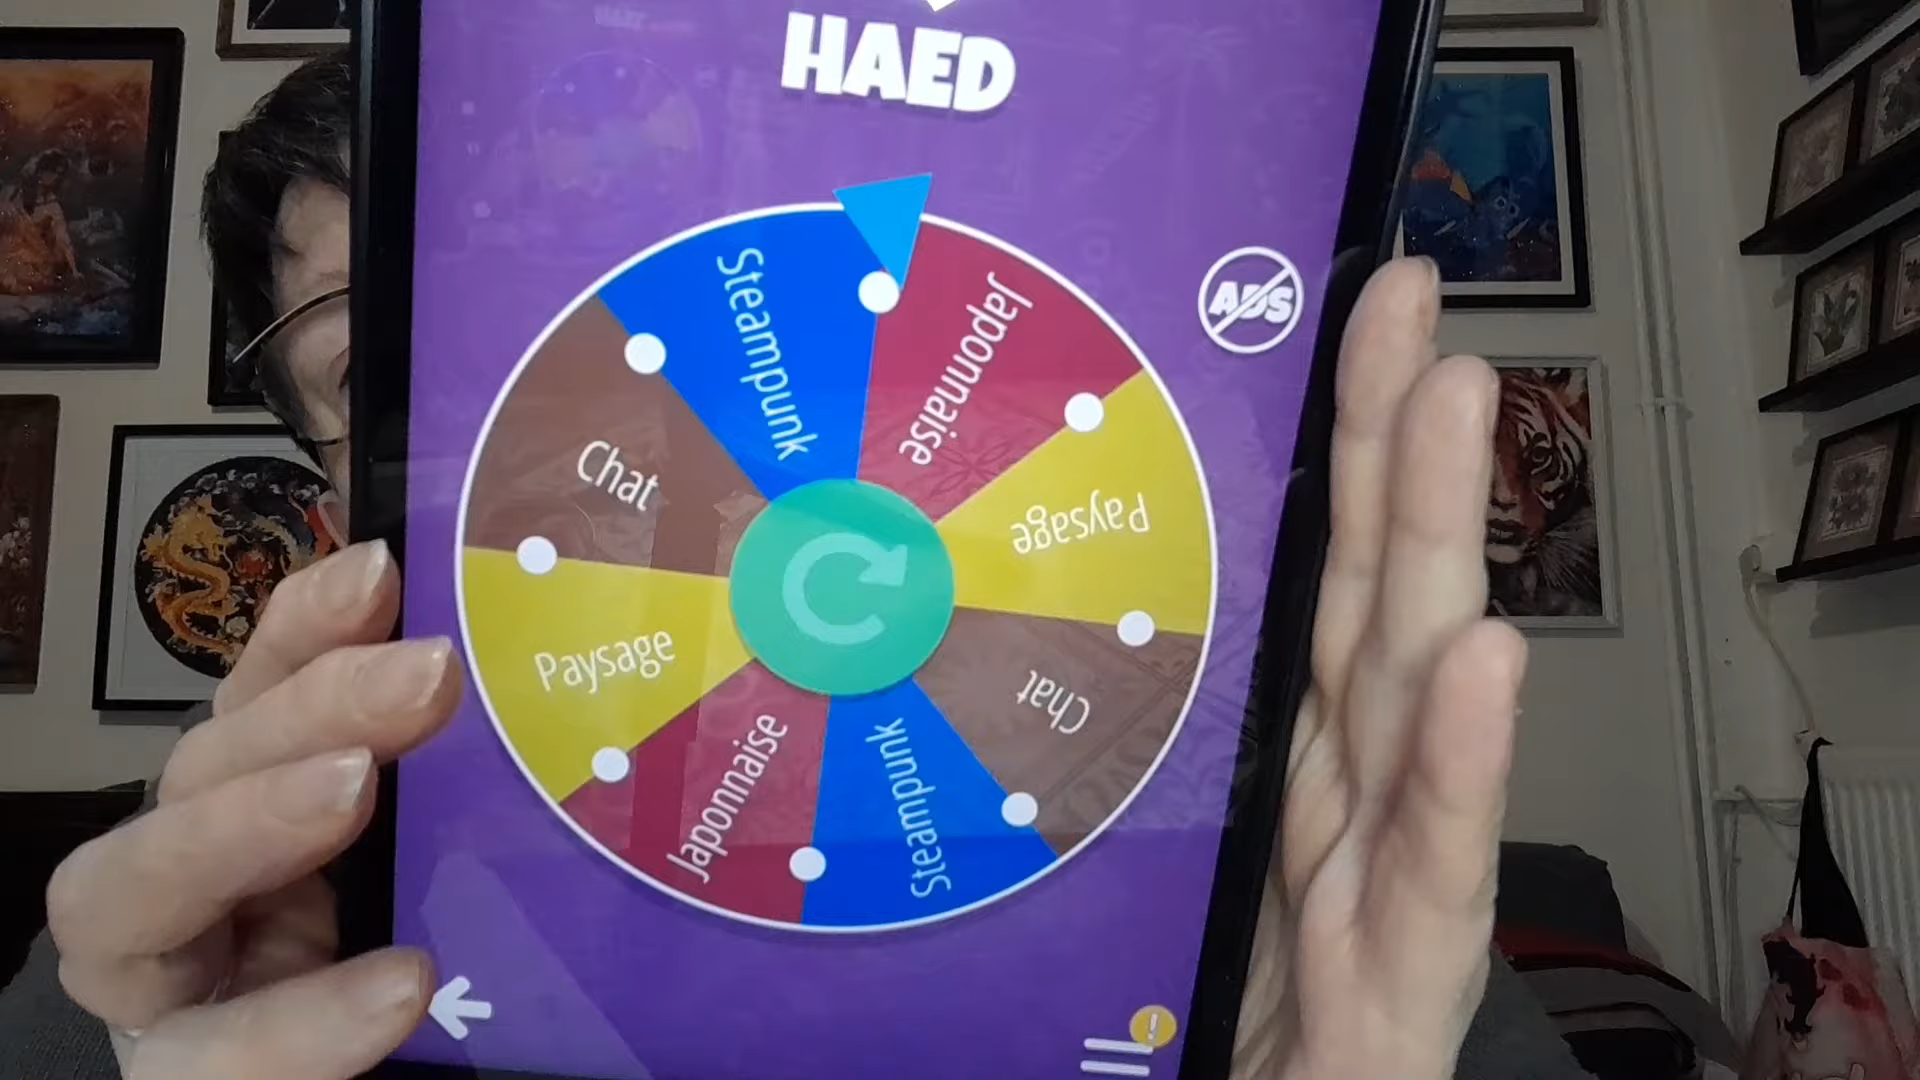 HAED
Steampunk
Japonnaise
Chat
Paysage
ADS
Paysage
Chat
Japonnaise
Steampunk
!